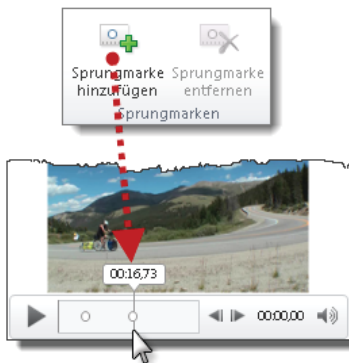 Sprungmarke Sprungmarke
hinzufügen entfernen
Sprungmarken
00:16,73
00:00,00